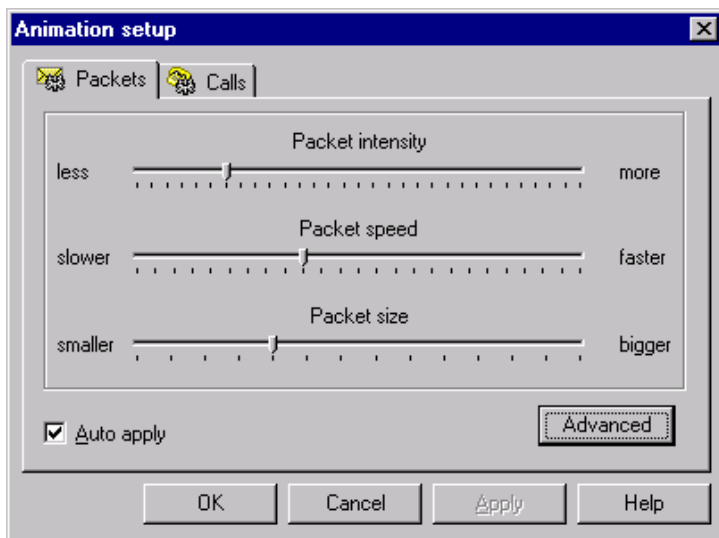 Animation setup
Packets
Calls
Packet intensity
less
more
Packet speed
slower
faster
Packet size
smaller
bigger
Auto apply
Advanced
OK
Cancel
Apply
Help